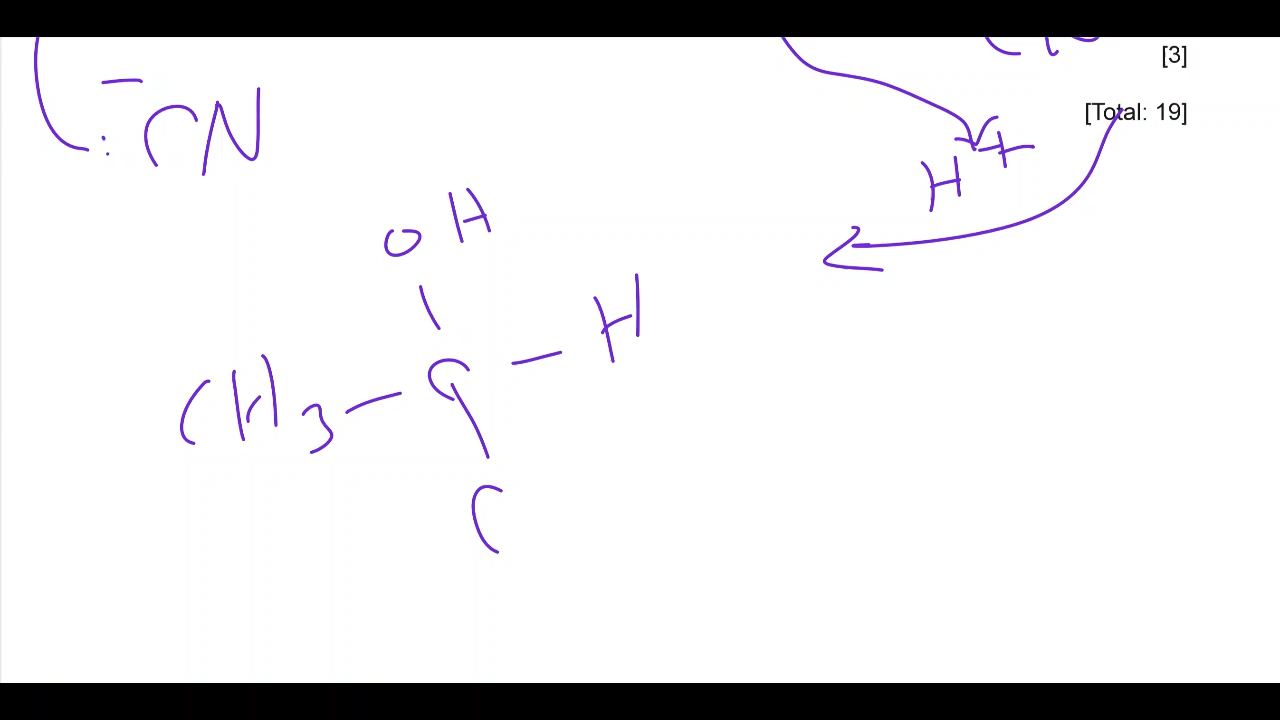 [3]
[Total: 19]
- : CN
H+
OH
CH3 - C - H
C